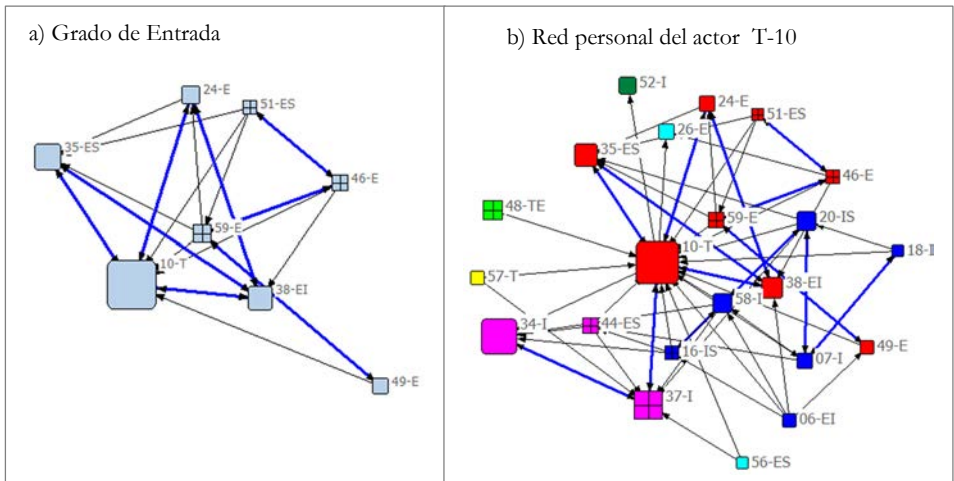 a) Grado de Entrada
24-E
51-ES
35-ES
46-E
59-E
10-T
38-EI
49-E
b) Red personal del actor T-10
52-I
24-E
51-ES
26-E
35-ES
46-E
48-TE
59-E
20-IS
10-T
18-I
57-T
38-EI
58-I
34-I
44-ES
49-E
16-IS
07-I
37-I
06-EI
56-ES